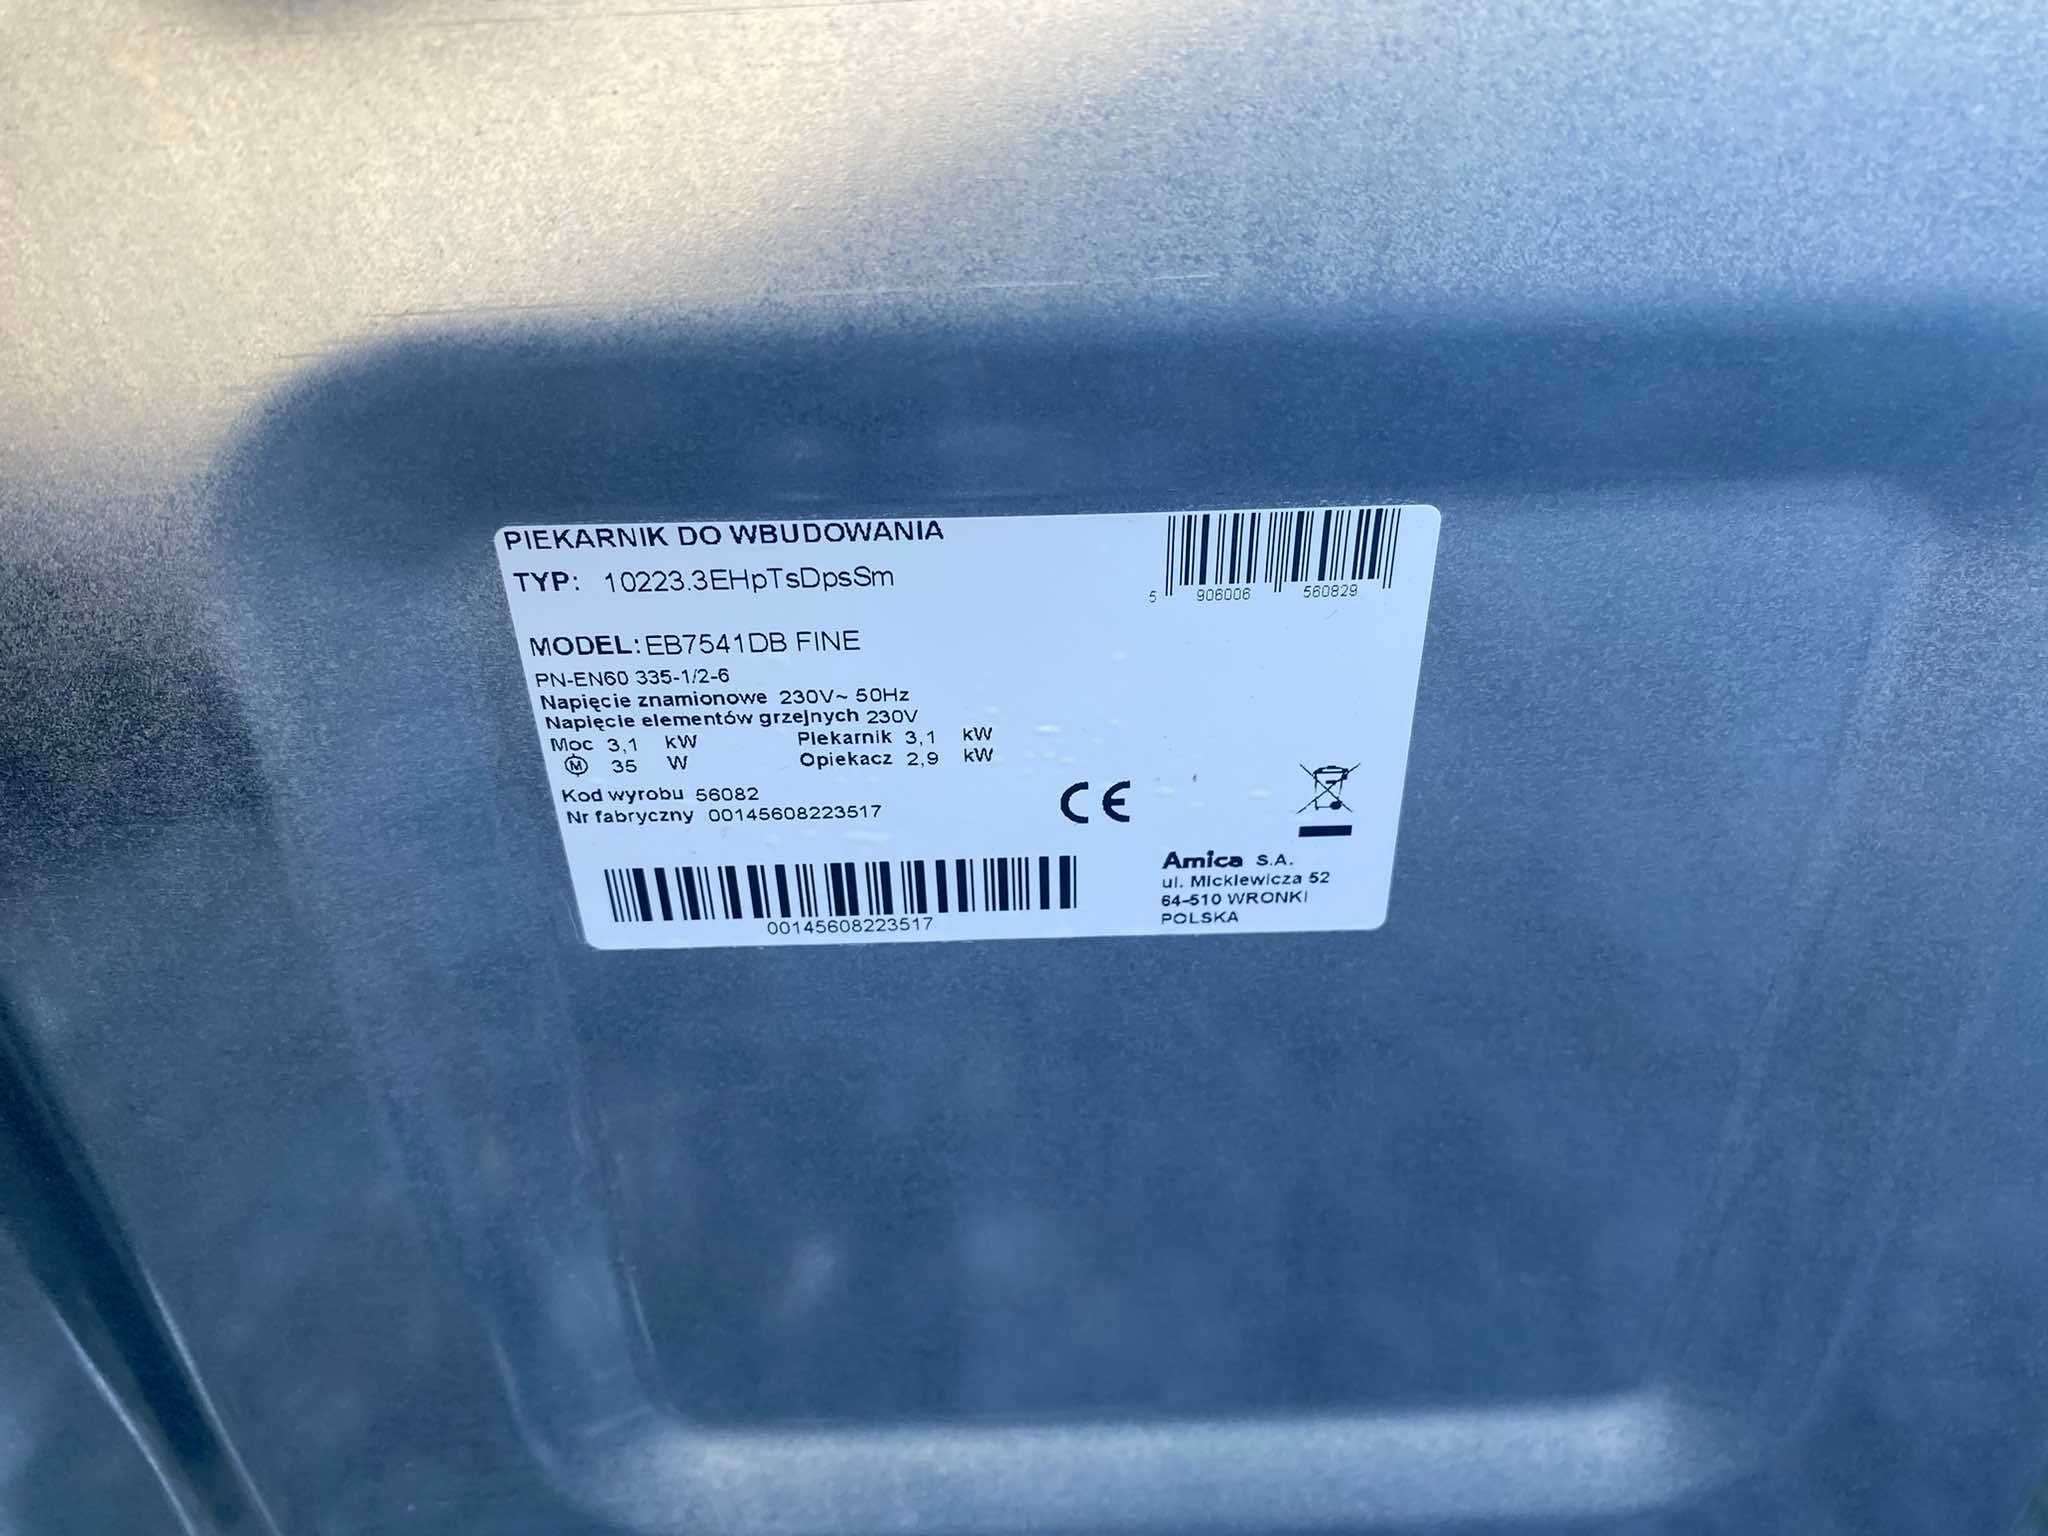 PIEKARNIK DO WBUDOWANIA
TYP: 10223.3EHpTsDpsSm
5 906006 560829
MODEL: EB7541DB FINE
PN-EN60 335-1/2-6
Napięcie znamionowe 230V~ 50Hz
Napięcie elementów grzejnych 230V
Moc 3,1 kW Piekarnik 3,1 kW
M 35 W Opiekacz 2,9 kW
Kod wyrobu 56082
Nr fabryczny 00145608223517
CE
00145608223517
Amica S.A.
ul. Mickiewicza 52
64-510 WRONKI
POLSKA